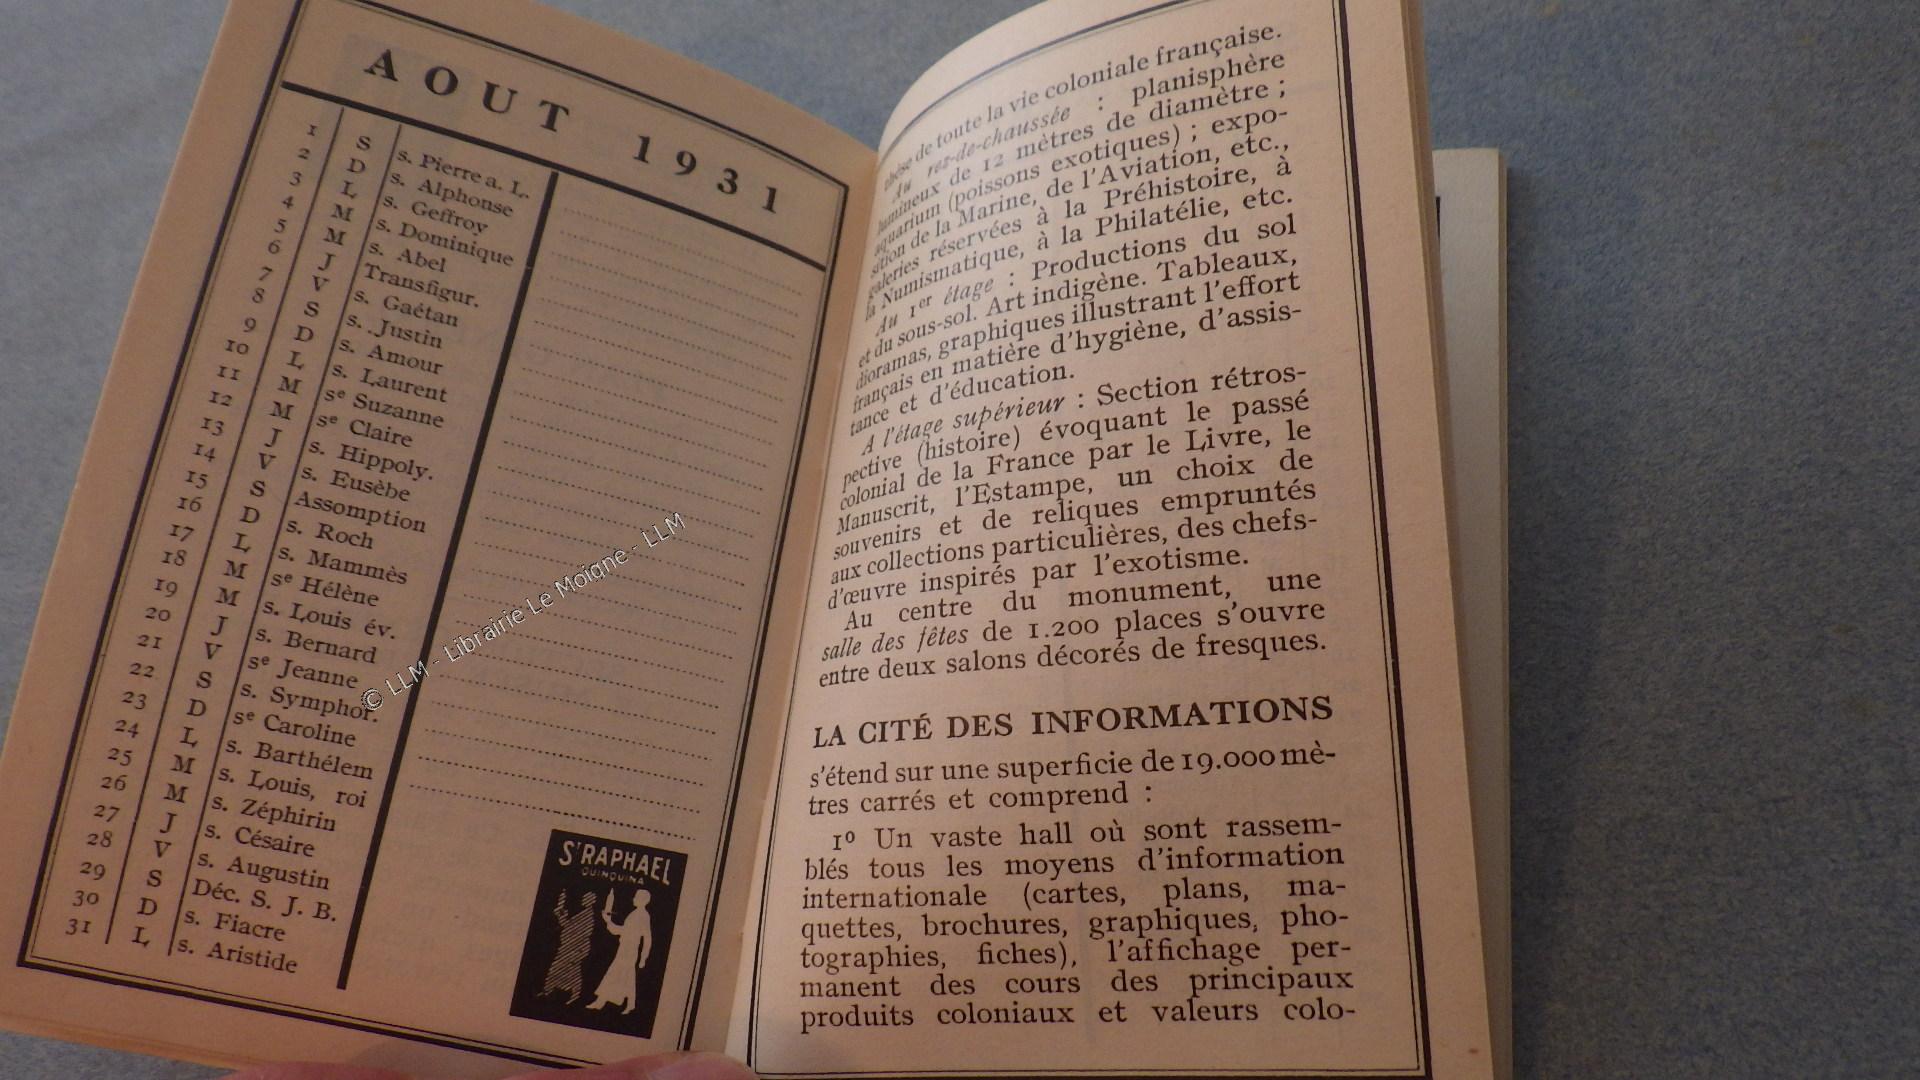 AOUT 1931
1 S s. Pierre a. L.
2 D s. Alphonse
3 L s. Geffroy
4 M s. Dominique
5 M s. Abel
6 J Transfigur.
7 V s. Gaétan
8 S s. Justin
9 D s. Amour
10 L s. Laurent
11 M sᵉ Suzanne
12 M sᵉ Claire
13 J s. Hippoly.
14 V s. Eusèbe
15 S Assomption
16 D s. Roch
17 L s. Mammès
18 M sᵉ Hélène
19 M s. Louis év.
20 J s. Bernard
21 V sᵉ Jeanne
22 S s. Symphor.
23 D sᵉ Caroline
24 L s. Barthélem
25 M s. Louis, roi
26 M s. Zéphirin
27 J s. Césaire
28 V s. Augustin
29 S Déc. S. J. B.
30 D s. Fiacre
31 L s. Aristide
Sᵗ RAPHAEL
QUINQUINA
© LLM - Librairie Le Moigne - LLM
thèse de toute la vie coloniale française.
Au rez-de-chaussée : planisphère
lumineux de 12 mètres de diamètre ;
aquarium (poissons exotiques) ; expo-
sition de la Marine, de l'Aviation, etc.,
galeries réservées à la Préhistoire, à
la Numismatique, à la Philatélie, etc.
Au 1ᵉʳ étage : Productions du sol
et du sous-sol. Art indigène. Tableaux,
dioramas, graphiques illustrant l'effort
français en matière d'hygiène, d'assis-
tance et d'éducation.
A l'étage supérieur : Section rétros-
pective (histoire) évoquant le passé
colonial de la France par le Livre, le
Manuscrit, l'Estampe, un choix de
souvenirs et de reliques empruntés
aux collections particulières, des chefs-
d'œuvre inspirés par l'exotisme.
Au centre du monument, une
salle des fêtes de 1.200 places s'ouvre
entre deux salons décorés de fresques.
LA CITÉ DES INFORMATIONS
s'étend sur une superficie de 19.000 mè-
tres carrés et comprend :
1º Un vaste hall où sont rassem-
blés tous les moyens d'information
internationale (cartes, plans, ma-
quettes, brochures, graphiques, pho-
tographies, fiches), l'affichage per-
manent des cours des principaux
produits coloniaux et valeurs colo-